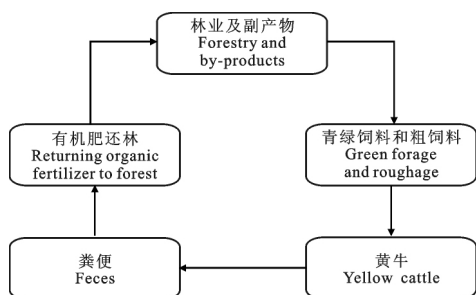 林业及副产物
Forestry and
by-products
有机肥还林
Returning organic
fertilizer to forest
青绿饲料和粗饲料
Green forage
and roughage
粪便
Feces
黄牛
Yellow cattle